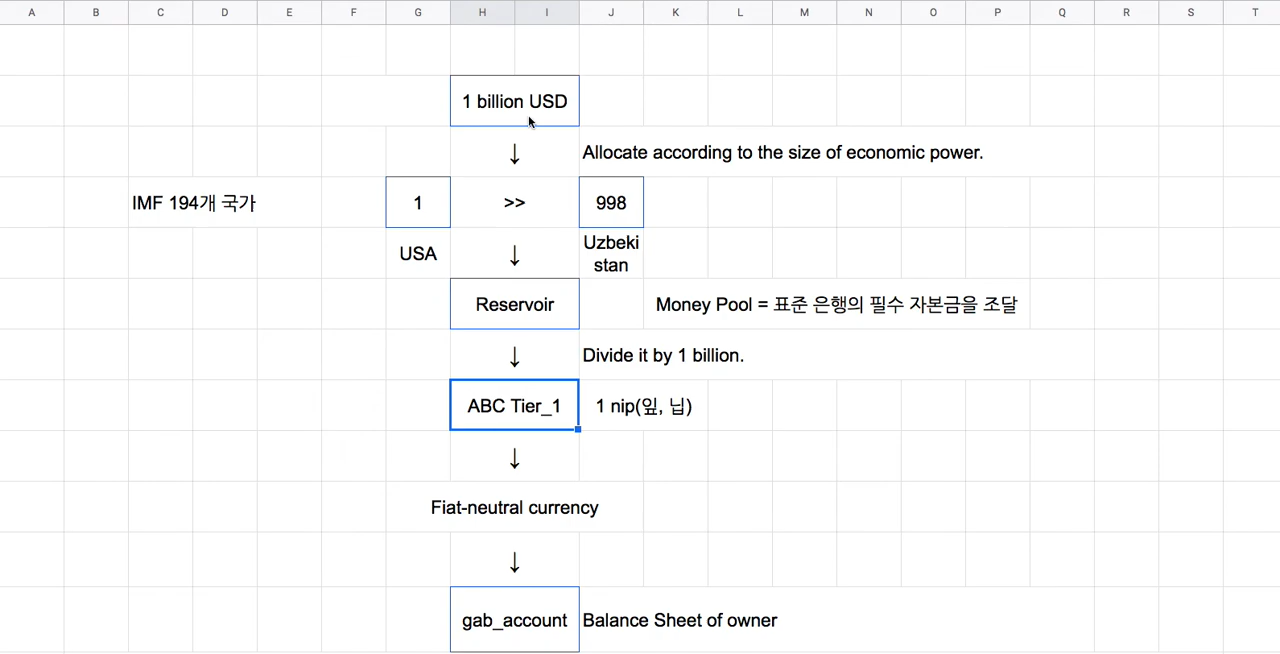 A B C D E F G H I J K L M N O P Q R S T
1 billion USD
↓ Allocate according to the size of economic power.
IMF 194개 국가 1 >> 998
USA ↓ Uzbeki
stan
Reservoir Money Pool = 표준 은행의 필수 자본금을 조달
↓ Divide it by 1 billion.
ABC Tier_1 1 nip(잎, 닢)
↓
Fiat-neutral currency
↓
gab_account Balance Sheet of owner